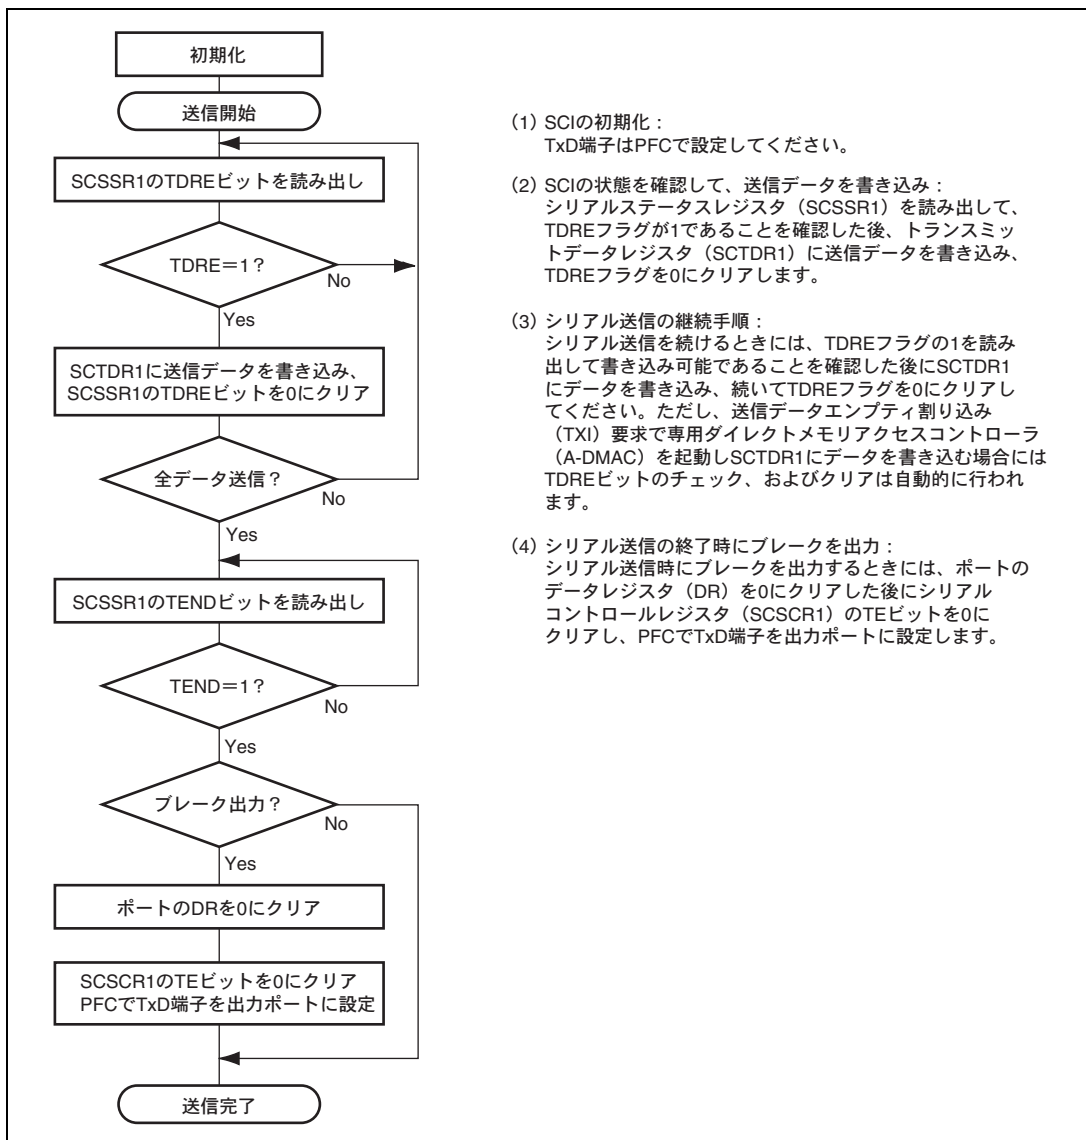 初期化
送信開始
SCSSR1のTDREビットを読み出し
TDRE=1?
No
Yes
SCTDR1に送信データを書き込み、
SCSSR1のTDREビットを0にクリア
全データ送信?
No
Yes
SCSSR1のTENDビットを読み出し
TEND=1?
No
Yes
ブレーク出力?
No
Yes
ポートのDRを0にクリア
SCSCR1のTEビットを0にクリア
PFCでTxD端子を出力ポートに設定
送信完了
(1) SCIの初期化:
TxD端子はPFCで設定してください。
(2) SCIの状態を確認して、送信データを書き込み:
シリアルステータスレジスタ(SCSSR1)を読み出して、
TDREフラグが1であることを確認した後、トランスミッ
トデータレジスタ(SCTDR1)に送信データを書き込み、
TDREフラグを0にクリアします。
(3) シリアル送信の継続手順:
シリアル送信を続けるときには、TDREフラグの1を読み
出して書き込み可能であることを確認した後にSCTDR1
にデータを書き込み、続いてTDREフラグを0にクリアし
てください。ただし、送信データエンプティ割り込み
(TXI)要求で専用ダイレクトメモリアクセスコントローラ
(A-DMAC)を起動しSCTDR1にデータを書き込む場合には
TDREビットのチェック、およびクリアは自動的に行われ
ます。
(4) シリアル送信の終了時にブレークを出力:
シリアル送信時にブレークを出力するときには、ポートの
データレジスタ(DR)を0にクリアした後にシリアル
コントロールレジスタ(SCSCR1)のTEビットを0に
クリアし、PFCでTxD端子を出力ポートに設定します。